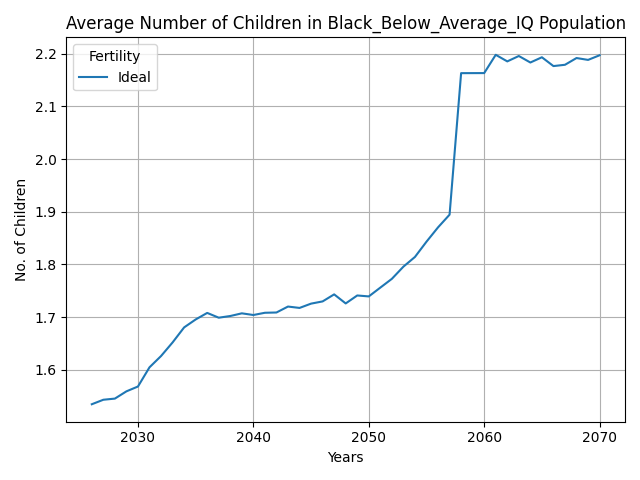 Average Number of Children in Black_Below_Average_IQ Population
Fertility
Ideal
2.2
2.1
2.0
1.9
1.8
1.7
1.6
No. of Children
2030 2040 2050 2060 2070
Years